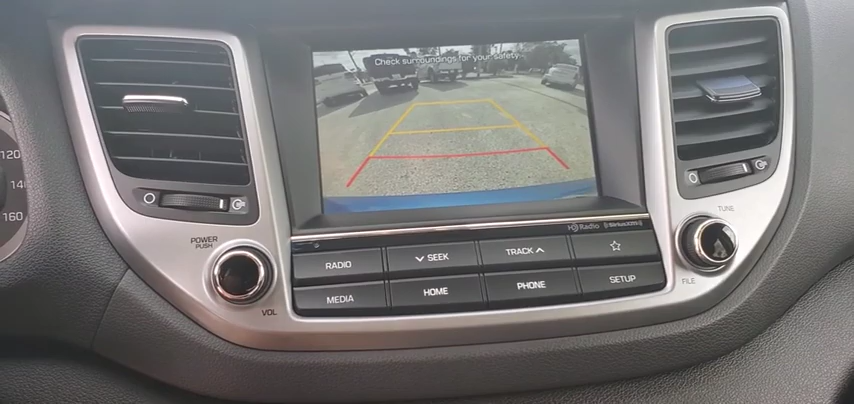 Check surroundings for your safety.
120
140
160
POWER
PUSH
VOL
HD Radio SiriusXM
RADIO
SEEK
TRACK
MEDIA
HOME
PHONE
SETUP
TUNE
FILE